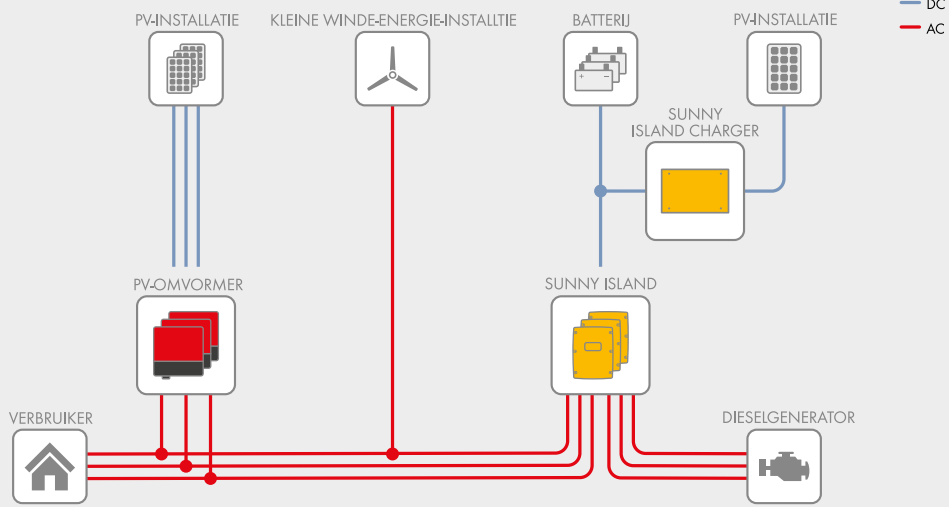 PV-INSTALLATIE
KLEINE WINDE-ENERGIE-INSTALLTIE
BATTERIJ
PV-INSTALLATIE
DC
AC
SUNNY
ISLAND CHARGER
PV-OMVORMER
SUNNY ISLAND
VERBRUIKER
DIESELGENERATOR